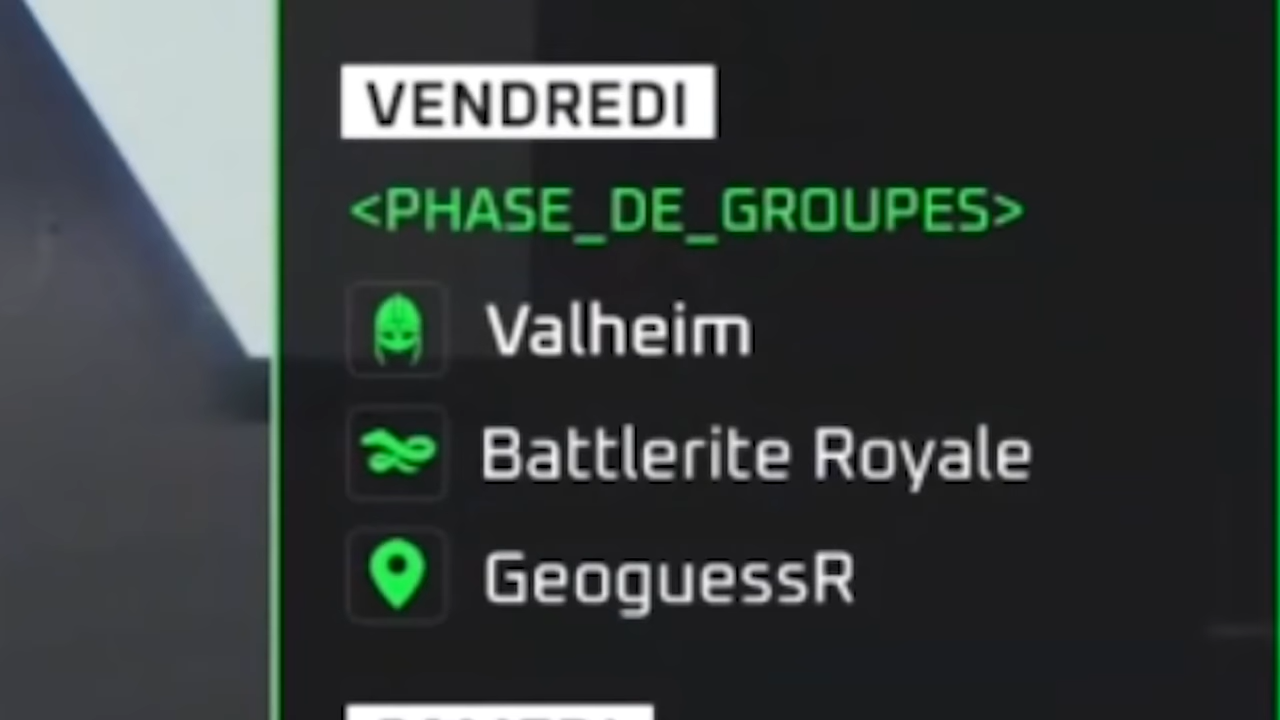 VENDREDI
<PHASE_DE_GROUPES>
Valheim
Battlerite Royale
GeoguessR